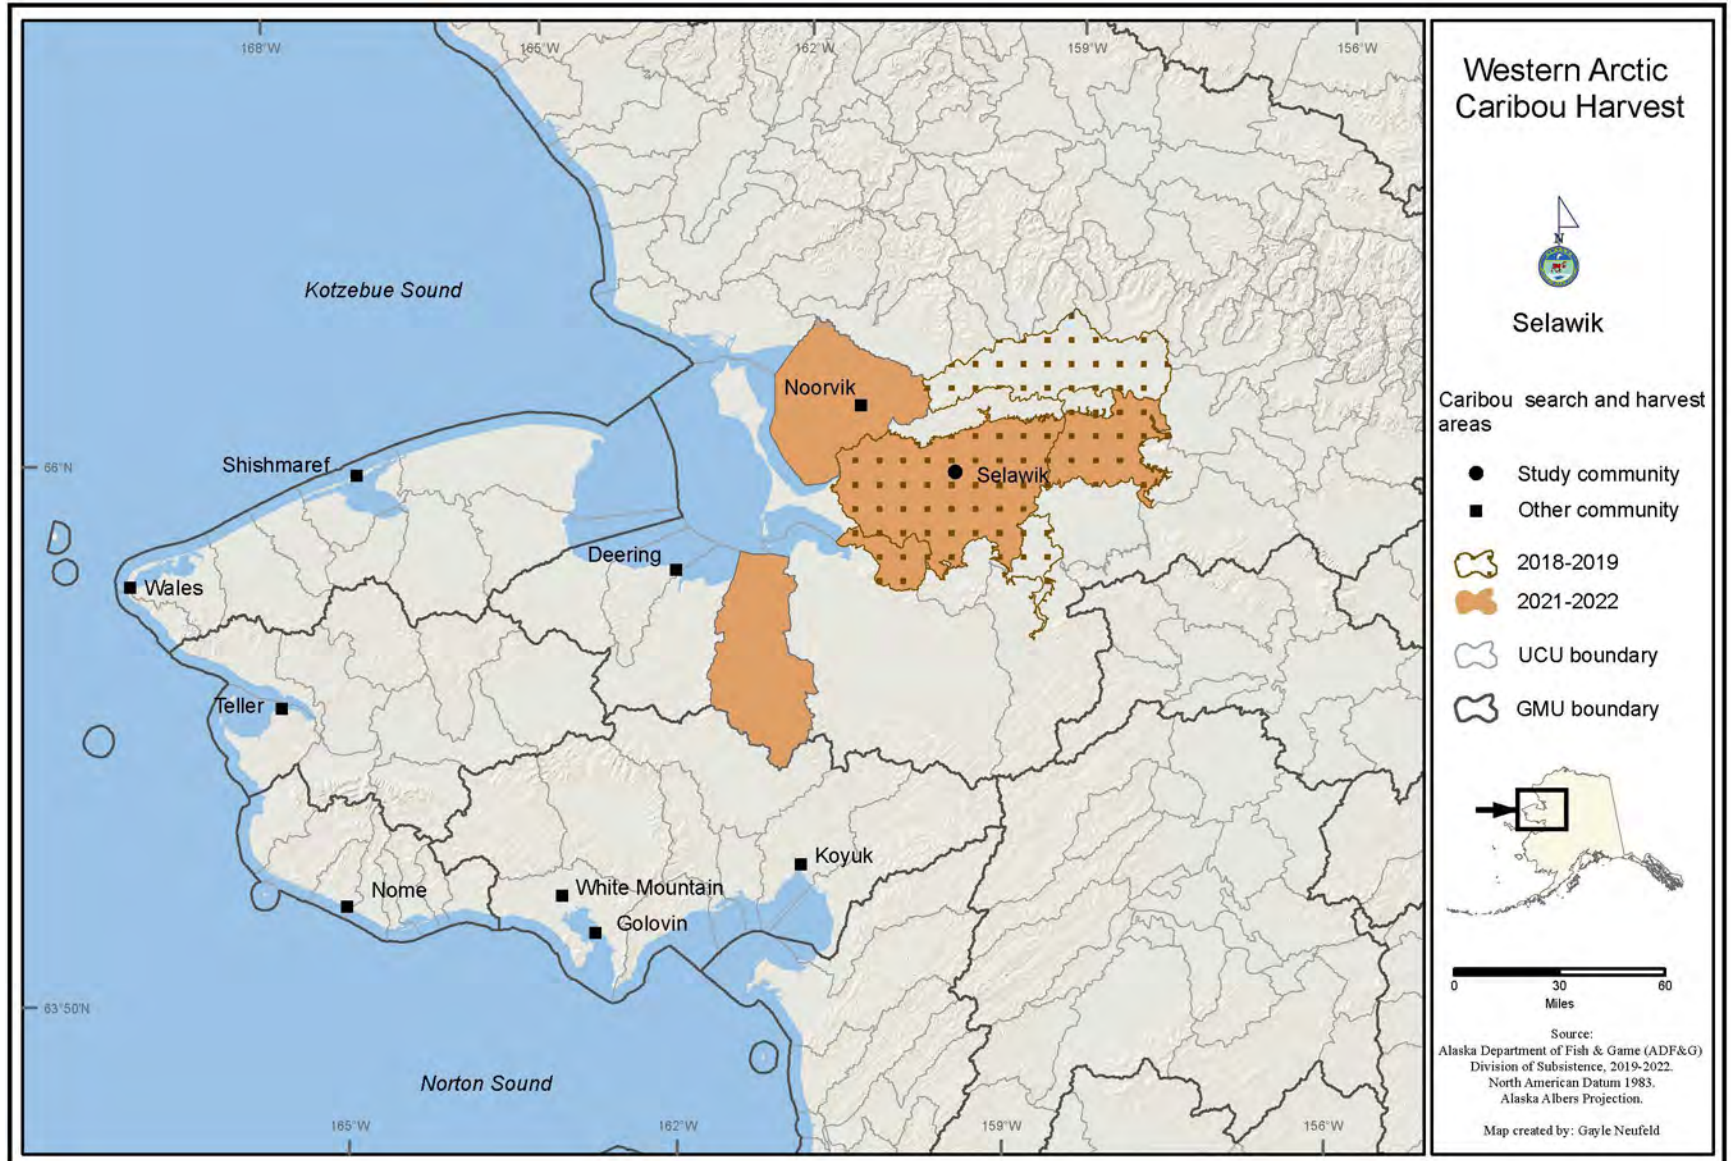 168°W
165°W
162°W
159°W
156°W
Kotzebue Sound
Noorvik
Shishmaref
66°N
Selawik
Deering
Wales
Teller
Koyuk
Nome
White Mountain
Golovin
63°50'N
Norton Sound
165°W
162°W
159°W
156°W
Western Arctic
Caribou Harvest
N
Selawik
Caribou search and harvest
areas
Study community
Other community
2018-2019
2021-2022
UCU boundary
GMU boundary
0 30 60
Miles
Source:
Alaska Department of Fish & Game (ADF&G)
Division of Subsistence, 2019-2022.
North American Datum 1983.
Alaska Albers Projection.
Map created by: Gayle Neufeld